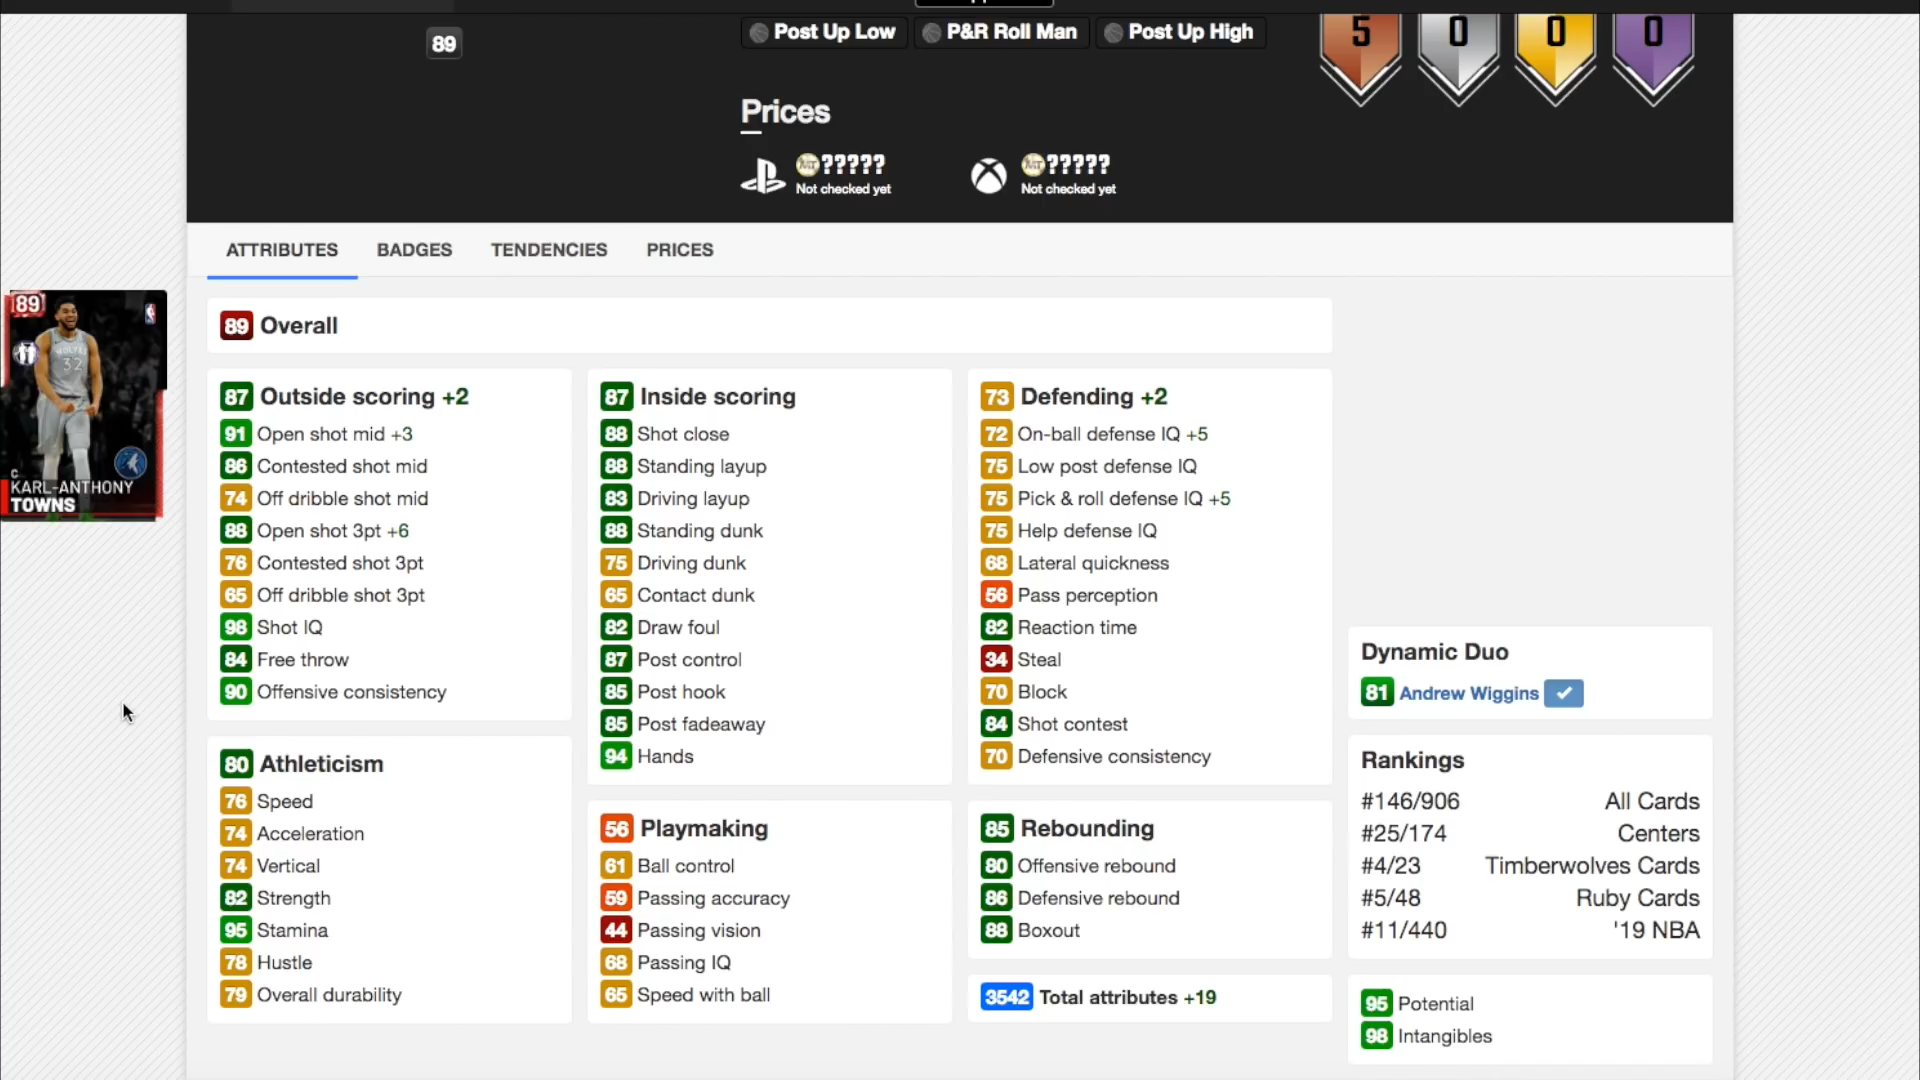 89
Post Up Low
P&R Roll Man
Post Up High
5
0
0
0
Prices
MT ?????
Not checked yet
MT ?????
Not checked yet
ATTRIBUTES
BADGES
TENDENCIES
PRICES
89
WOLVES
32
C
KARL-ANTHONY
TOWNS
89 Overall
87 Outside scoring +2
91 Open shot mid +3
86 Contested shot mid
74 Off dribble shot mid
88 Open shot 3pt +6
76 Contested shot 3pt
65 Off dribble shot 3pt
98 Shot IQ
84 Free throw
90 Offensive consistency
80 Athleticism
76 Speed
74 Acceleration
74 Vertical
82 Strength
95 Stamina
78 Hustle
79 Overall durability
87 Inside scoring
88 Shot close
88 Standing layup
83 Driving layup
88 Standing dunk
75 Driving dunk
65 Contact dunk
82 Draw foul
87 Post control
85 Post hook
85 Post fadeaway
94 Hands
56 Playmaking
61 Ball control
59 Passing accuracy
44 Passing vision
68 Passing IQ
65 Speed with ball
73 Defending +2
72 On-ball defense IQ +5
75 Low post defense IQ
75 Pick & roll defense IQ +5
75 Help defense IQ
68 Lateral quickness
56 Pass perception
82 Reaction time
34 Steal
70 Block
84 Shot contest
70 Defensive consistency
85 Rebounding
80 Offensive rebound
86 Defensive rebound
88 Boxout
3542 Total attributes +19
Dynamic Duo
81 Andrew Wiggins
Rankings
#146/906 All Cards
#25/174 Centers
#4/23 Timberwolves Cards
#5/48 Ruby Cards
#11/440 '19 NBA
95 Potential
98 Intangibles